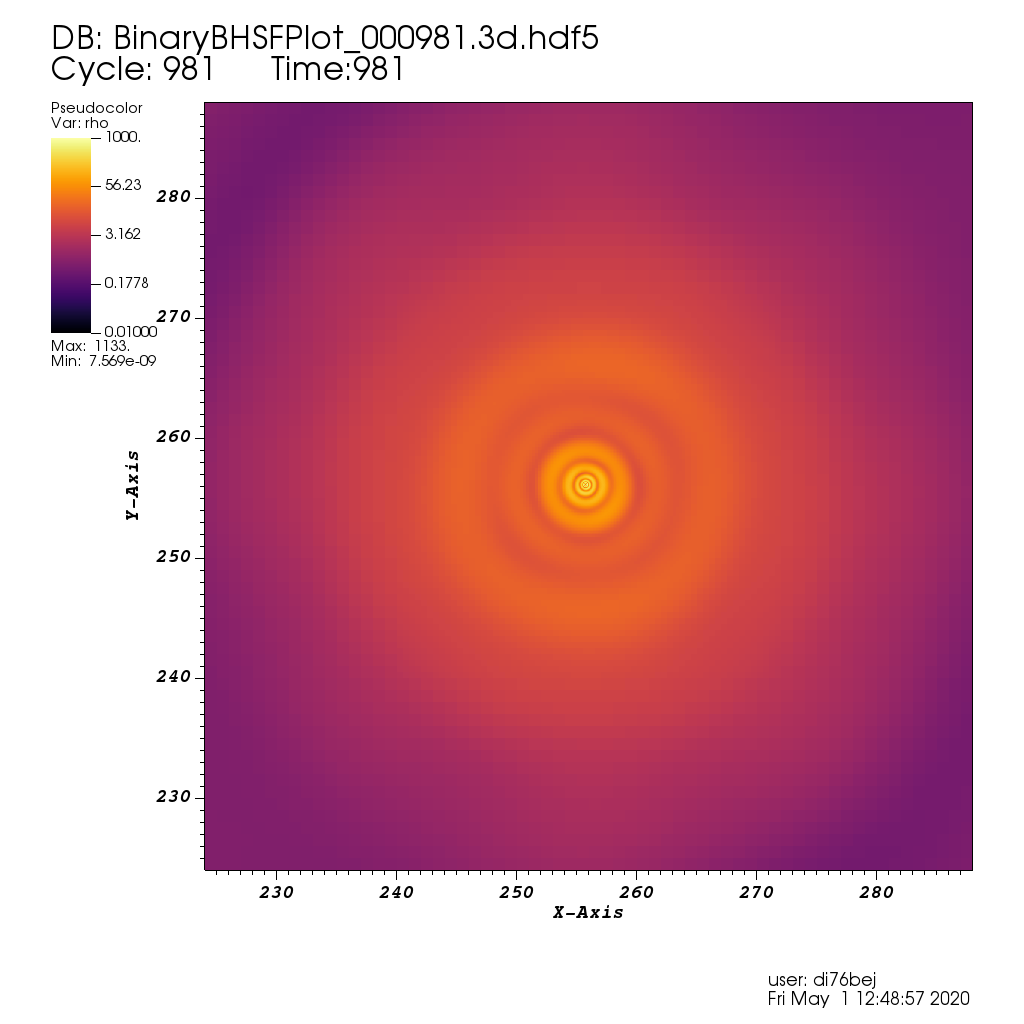 DB: BinaryBHSFPlot_000981.3d.hdf5
Cycle: 981 Time:981
Pseudocolor
Var: rho
1000.
56.23
3.162
0.1778
0.01000
Max: 1133.
Min: 7.569e-09
280
270
260
250
240
230
Y-Axis
230 240 250 260 270 280
X-Axis
user: di76bej
Fri May 1 12:48:57 2020